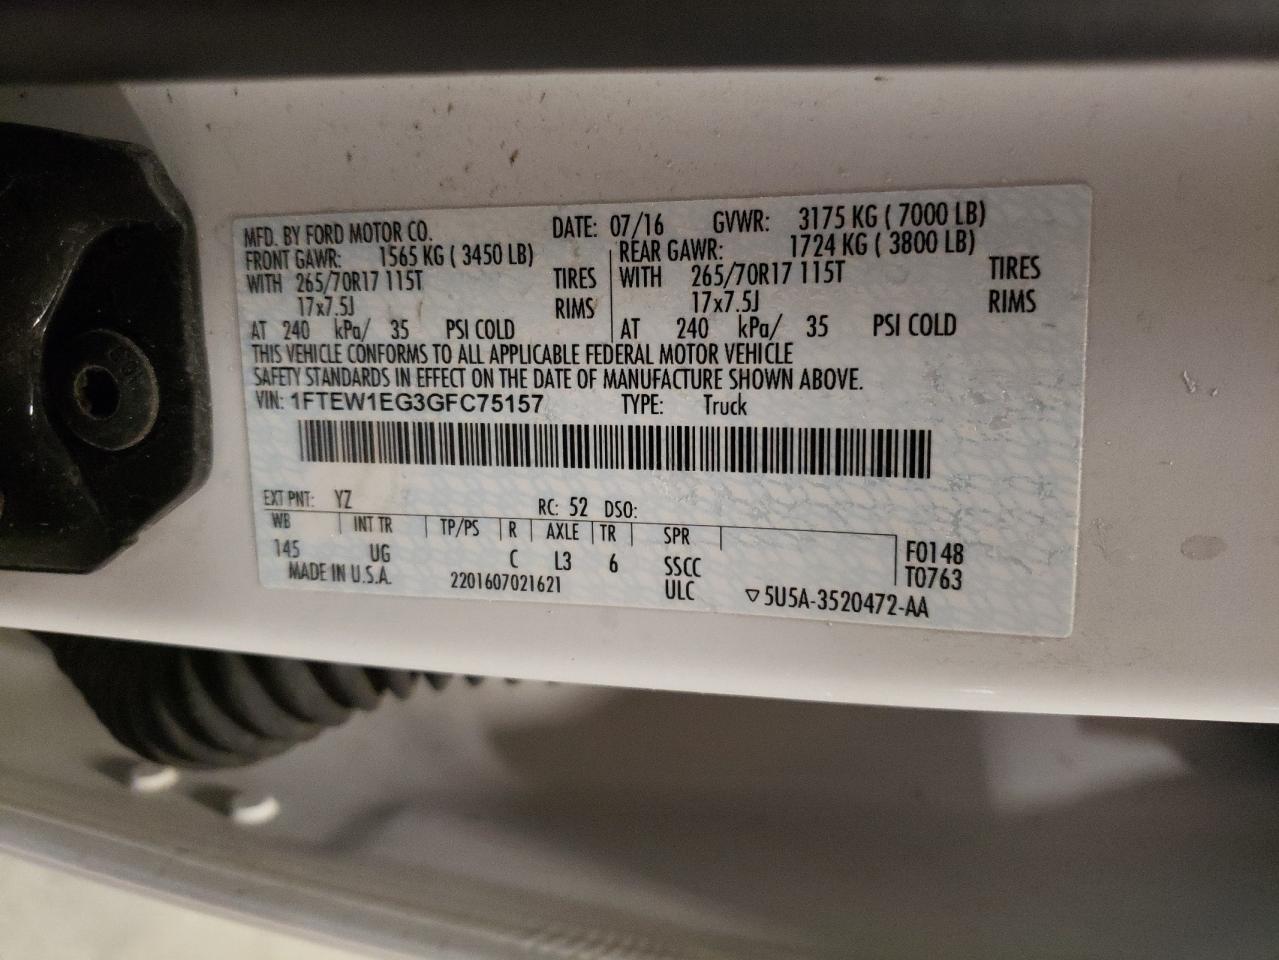 MFD. BY FORD MOTOR CO. DATE: 07/16 GVWR: 3175 KG ( 7000 LB)
FRONT GAWR: 1565 KG ( 3450 LB) REAR GAWR: 1724 KG ( 3800 LB)
WITH 265/70R17 115T TIRES WITH 265/70R17 115T TIRES
17x7.5J RIMS 17x7.5J RIMS
AT 240 kPa/ 35 PSI COLD AT 240 kPa/ 35 PSI COLD
THIS VEHICLE CONFORMS TO ALL APPLICABLE FEDERAL MOTOR VEHICLE
SAFETY STANDARDS IN EFFECT ON THE DATE OF MANUFACTURE SHOWN ABOVE.
VIN: 1FTEW1EG3GFC75157 TYPE: Truck
EXT PNT: YZ RC: 52 DSO:
WB INT TR TP/PS R AXLE TR SPR
145 UG C L3 6 SSCC F0148
MADE IN U.S.A. 2201607021621 ULC T0763
▽5U5A-3520472-AA